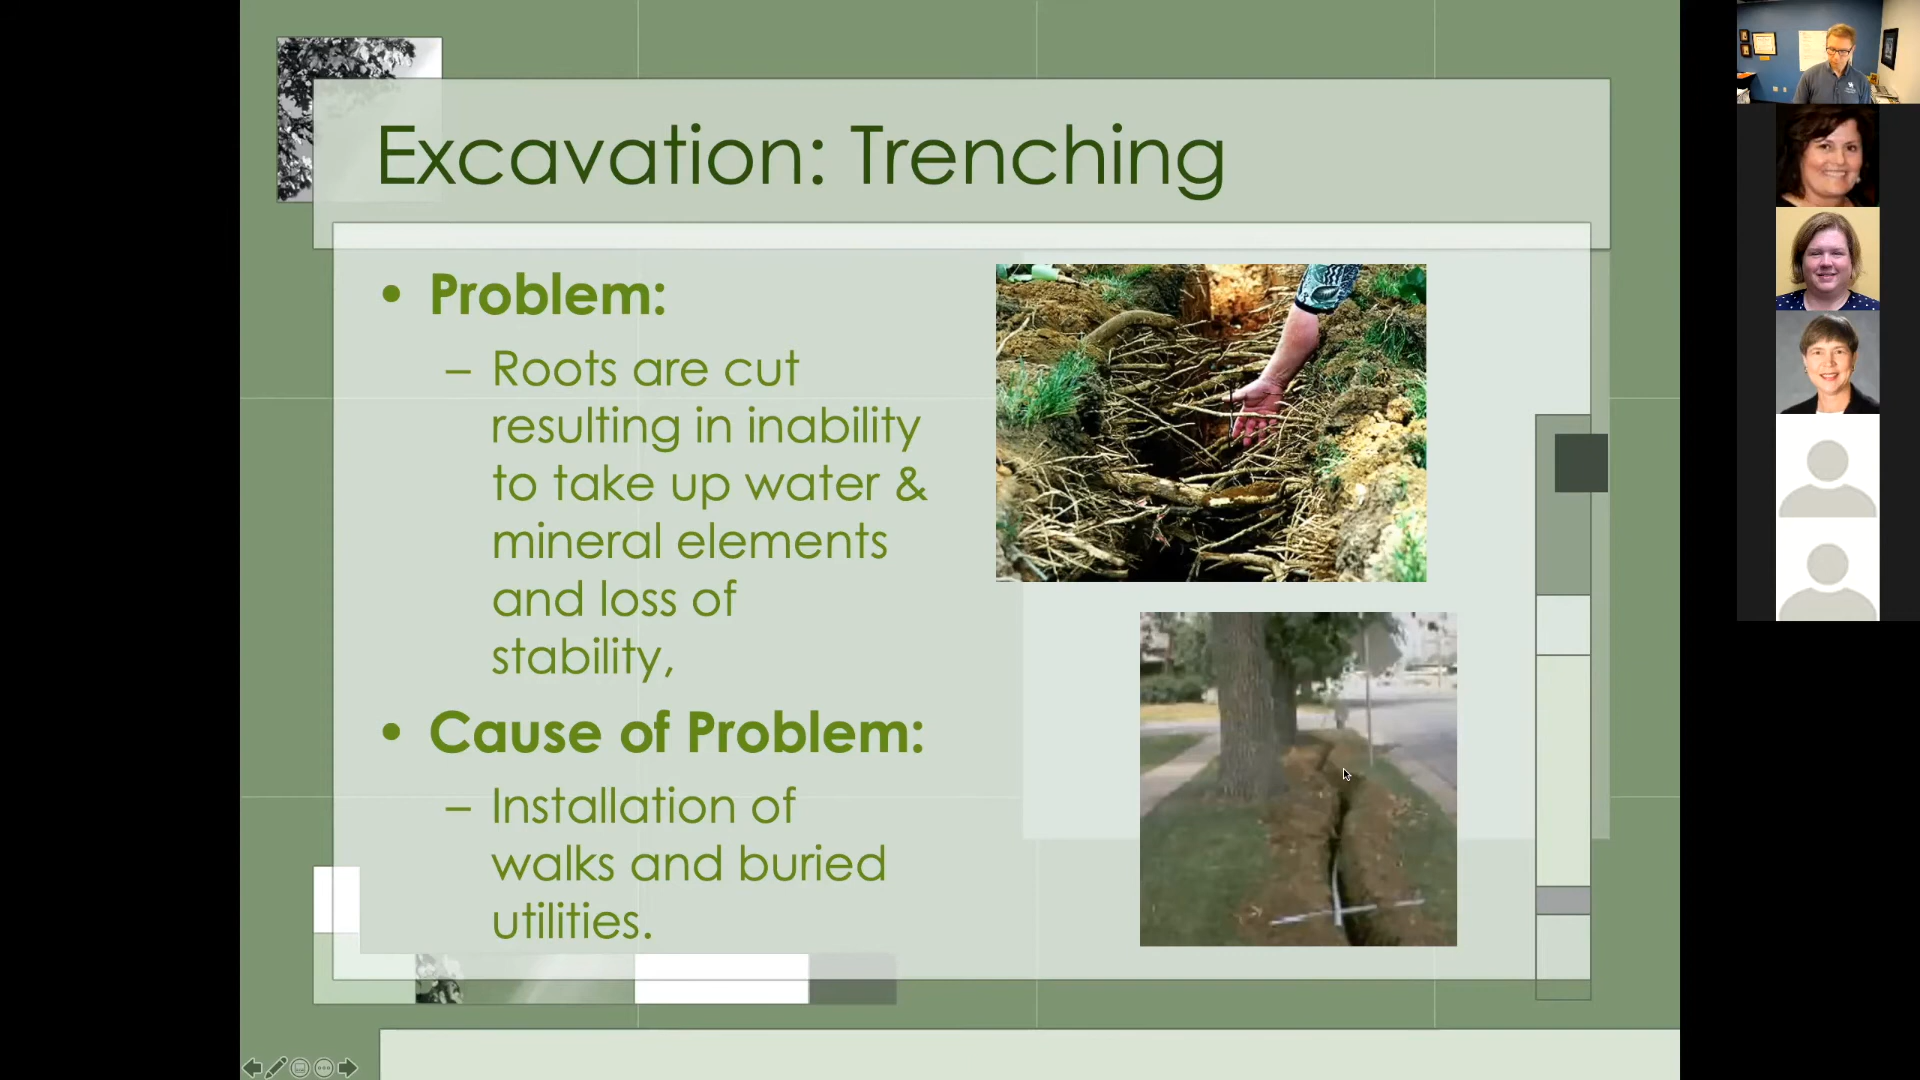 Excavation: Trenching
• Problem:
– Roots are cut
resulting in inability
to take up water &
mineral elements
and loss of
stability,
• Cause of Problem:
– Installation of
walks and buried
utilities.